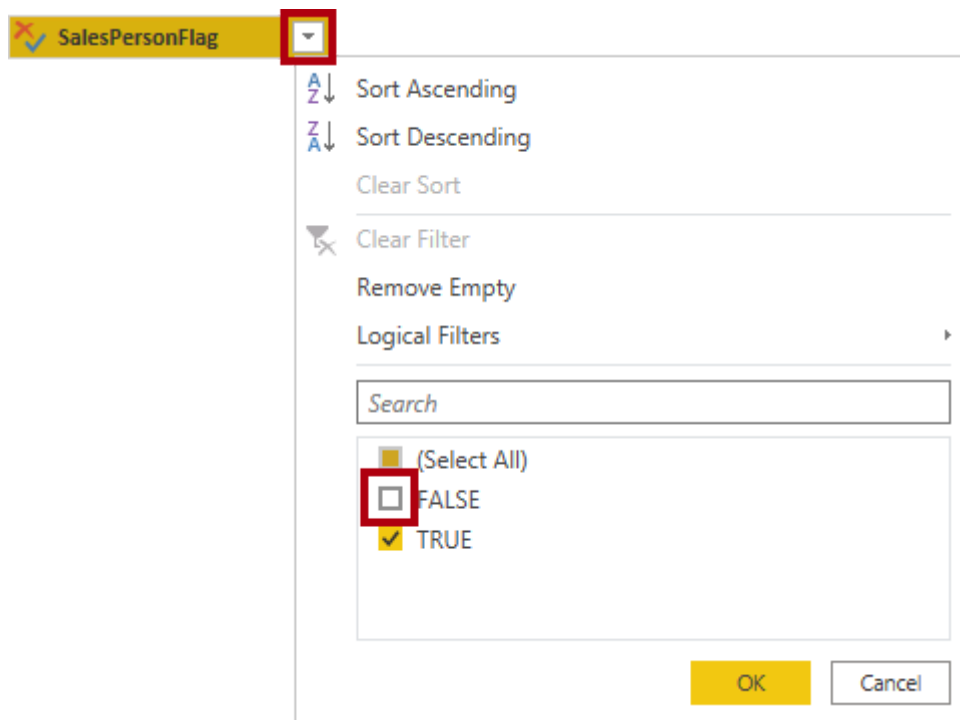 SalesPersonFlag
Sort Ascending
Sort Descending
Clear Sort
Clear Filter
Remove Empty
Logical Filters
Search
(Select All)
FALSE
TRUE
OK Cancel